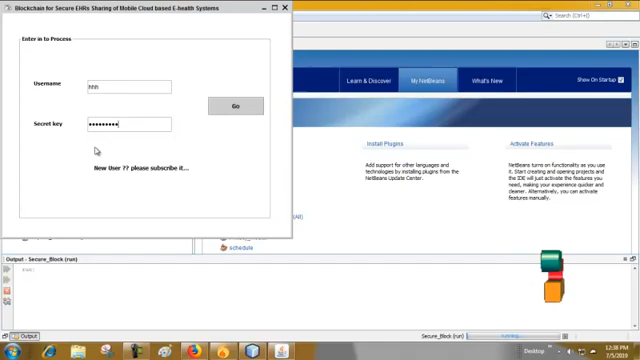 Blockchain for Secure EHRs Sharing of Mobile Cloud based E-health Systems
Search (Ctrl+I)
Enter in to Process
Username
hhh
Go
Secret key
•••••••••
New User ?? please subscribe it...
Learn & Discover
My NetBeans
What's New
Show On Startup
Install Plugins
Activate Features
Add support for other languages and
technologies by installing plugins from the
NetBeans Update Center.
NetBeans turns on functionality as you use
it. Start creating and opening projects and
the IDE will just activate the features you
need, making your experience quicker and
cleaner. Alternatively, you can activate
features manually.
(All)
schedule
Output - Secure_Block (run)
run:
Output
Secure_Block (run)
running...
Desktop
12:38 PM
7/5/2019